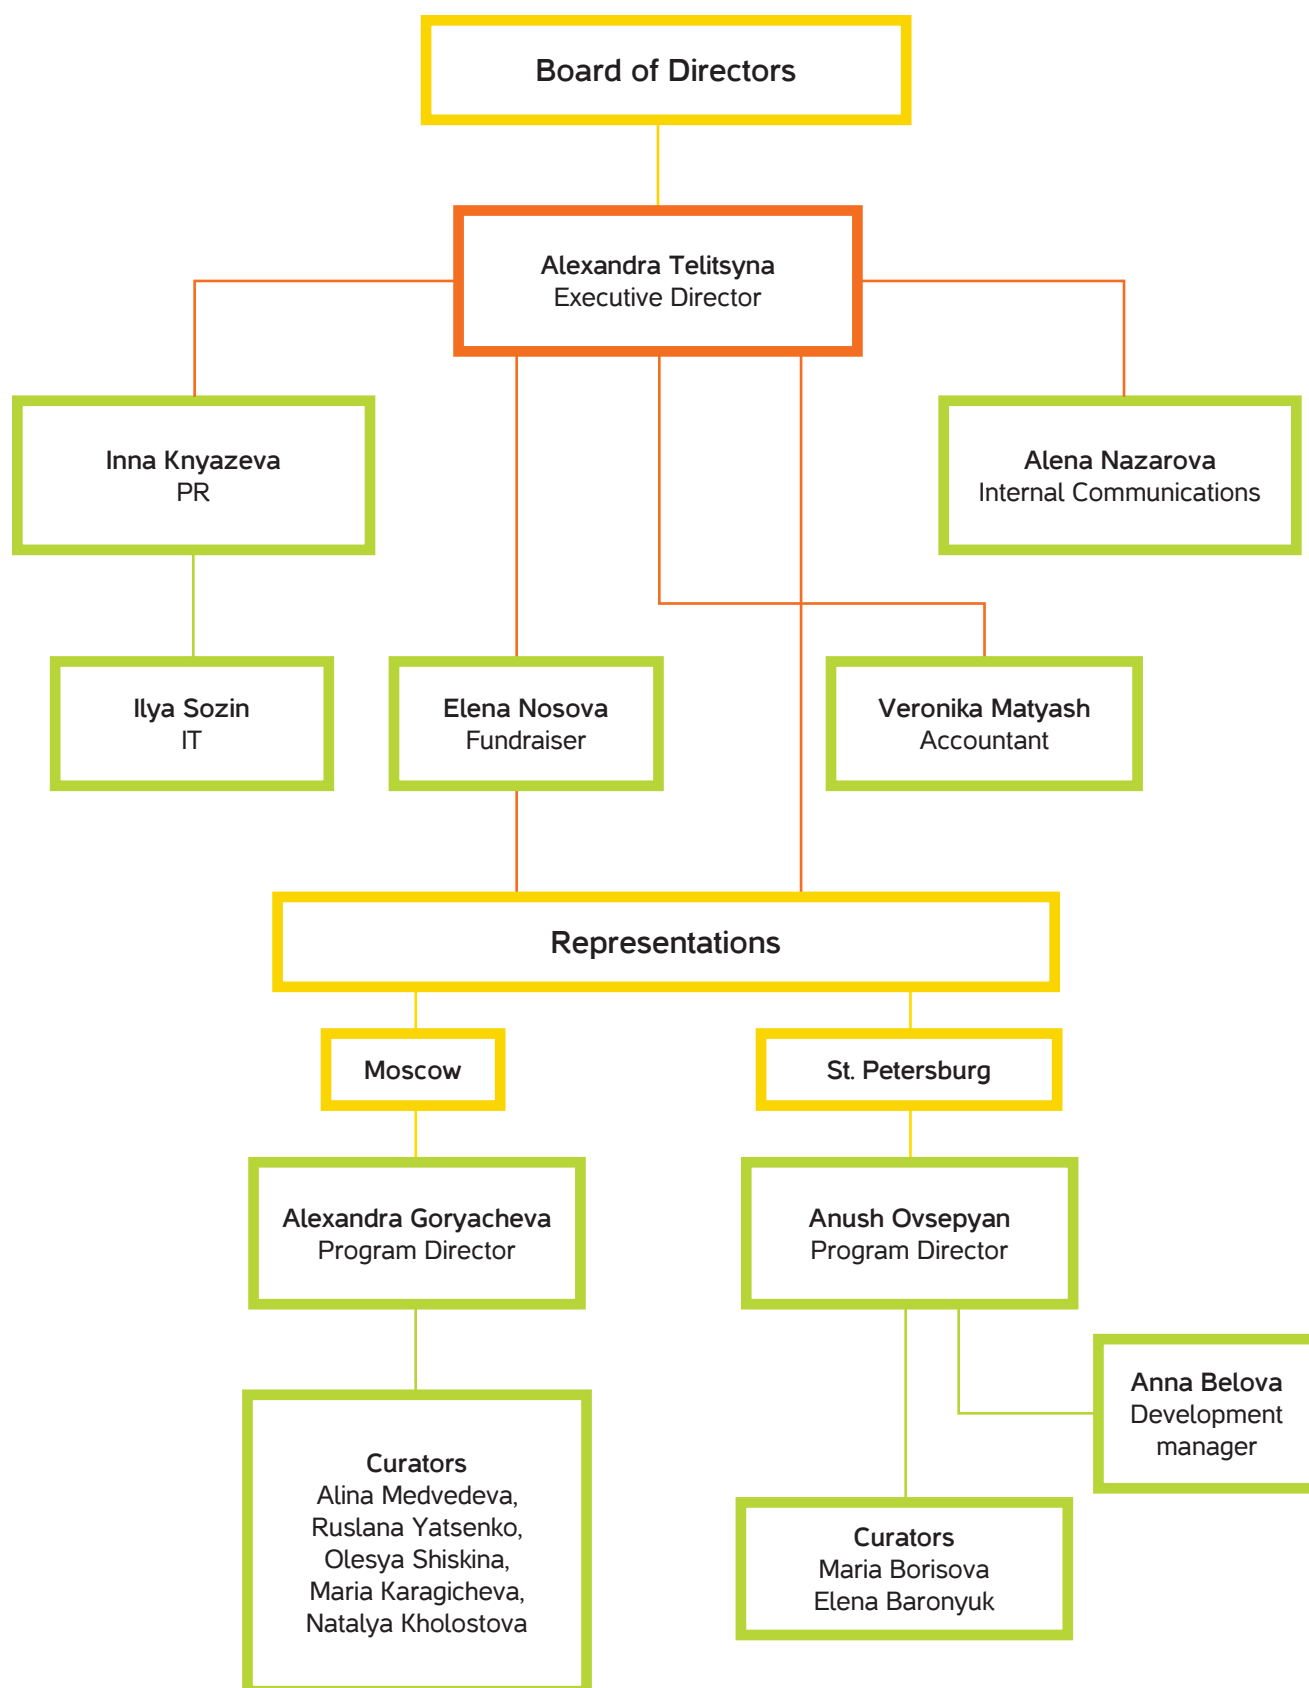 Board of Directors
Alexandra Telitsyna
Executive Director
Inna Knyazeva
PR
Alena Nazarova
Internal Communications
Ilya Sozin
IT
Elena Nosova
Fundraiser
Veronika Matyash
Accountant
Representations
Moscow
St. Petersburg
Alexandra Goryacheva
Program Director
Anush Ovsepyan
Program Director
Anna Belova
Development
manager
Curators
Alina Medvedeva,
Ruslana Yatsenko,
Olesya Shiskina,
Maria Karagicheva,
Natalya Kholostova
Curators
Maria Borisova
Elena Baronyuk